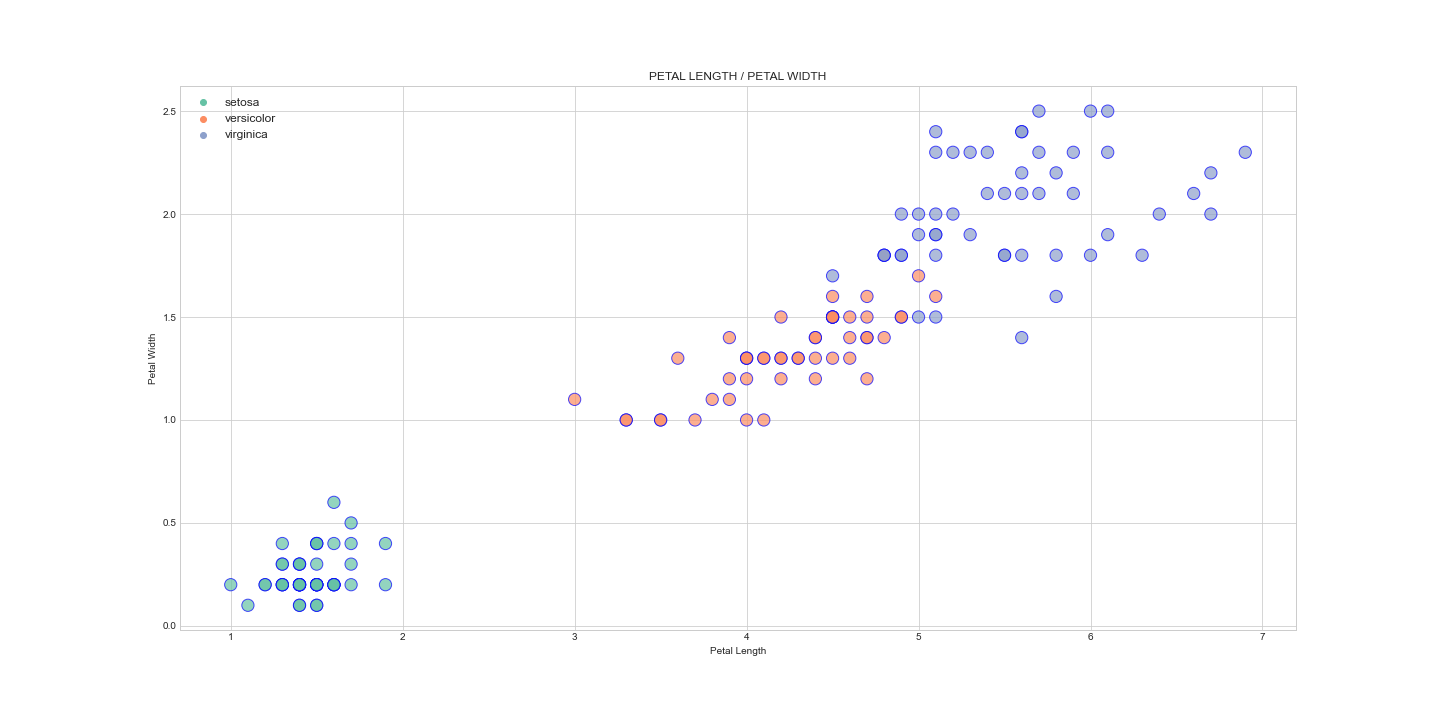 PETAL LENGTH / PETAL WIDTH
setosa
versicolor
virginica
2.5
2.0
1.5
1.0
0.5
0.0
Petal Width
1 2 3 4 5 6 7
Petal Length